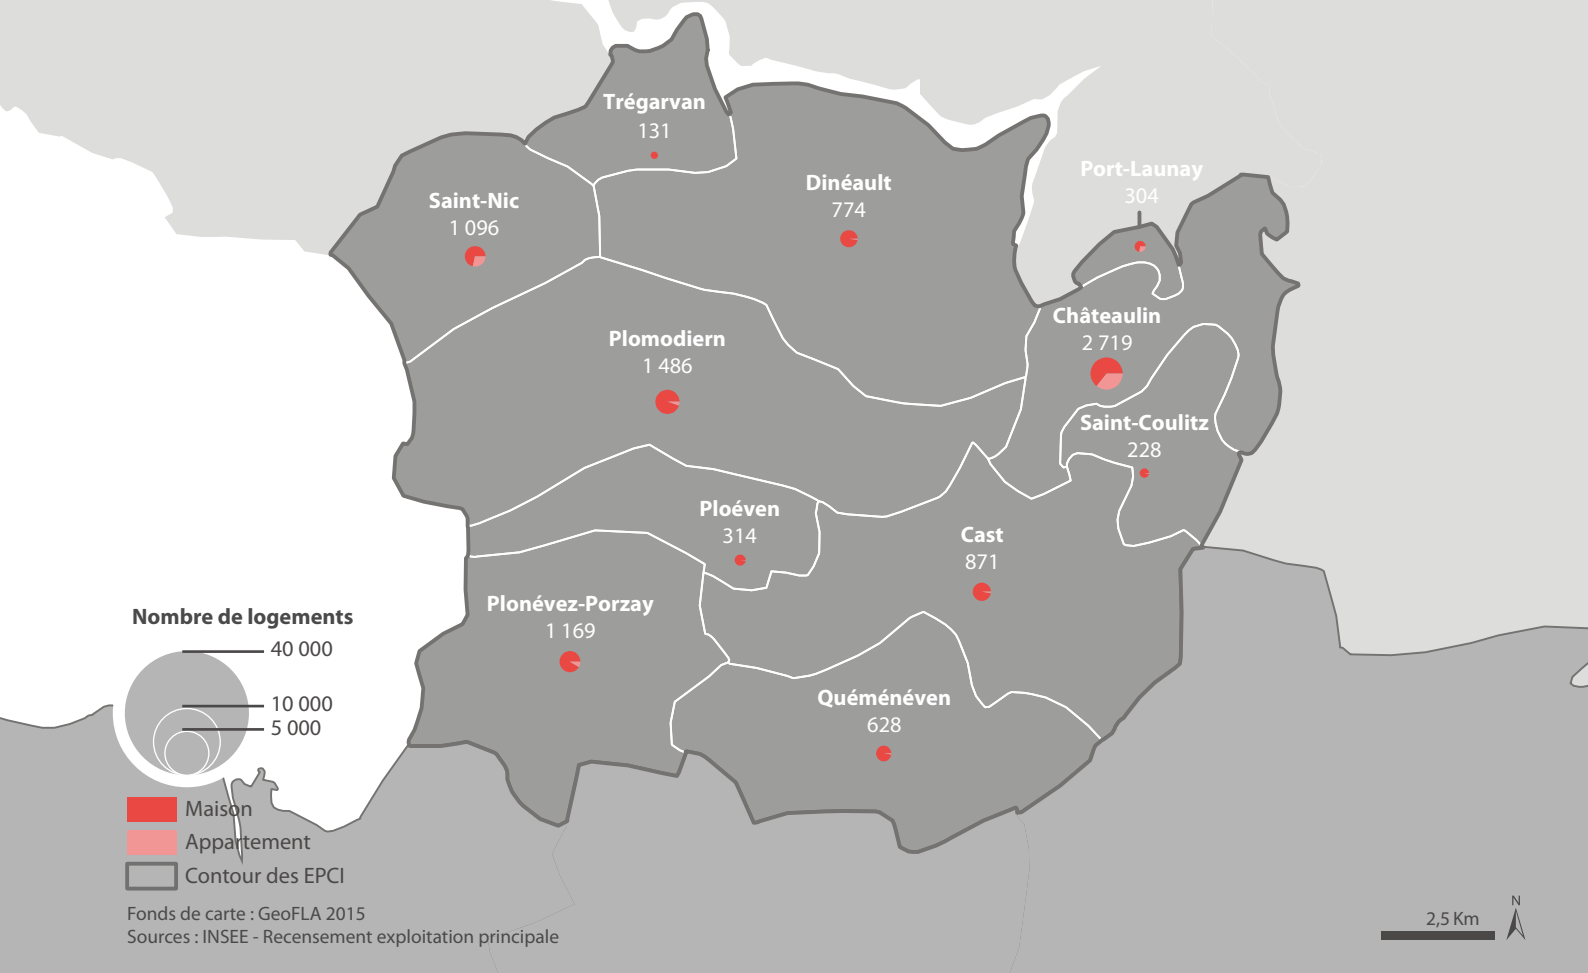 Trégarvan
131
Saint-Nic
1 096
Dinéault
774
Port-Launay
304
Châteaulin
2 719
Plomodiern
1 486
Saint-Coulitz
228
Ploéven
314
Cast
871
Plonévez-Porzay
1 169
Quéménéven
628
Nombre de logements
40 000
10 000
5 000
Maison
Appartement
Contour des EPCI
Fonds de carte : GeoFLA 2015
Sources : INSEE - Recensement exploitation principale
2,5 Km
N